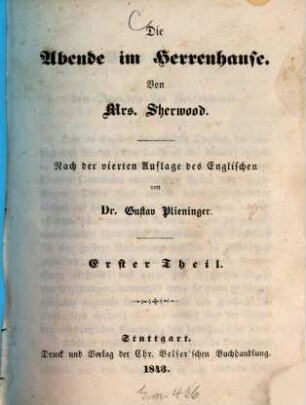 Die
Abende im Herrenhause.
Von
Mrs. Sherwood.
Nach der vierten Auflage des Englischen
von
Dr. Gustav Plieninger.
Erster Theil.
Stuttgart.
Druck und Verlag der Chr. Belser'schen Buchhandlung.
1843.